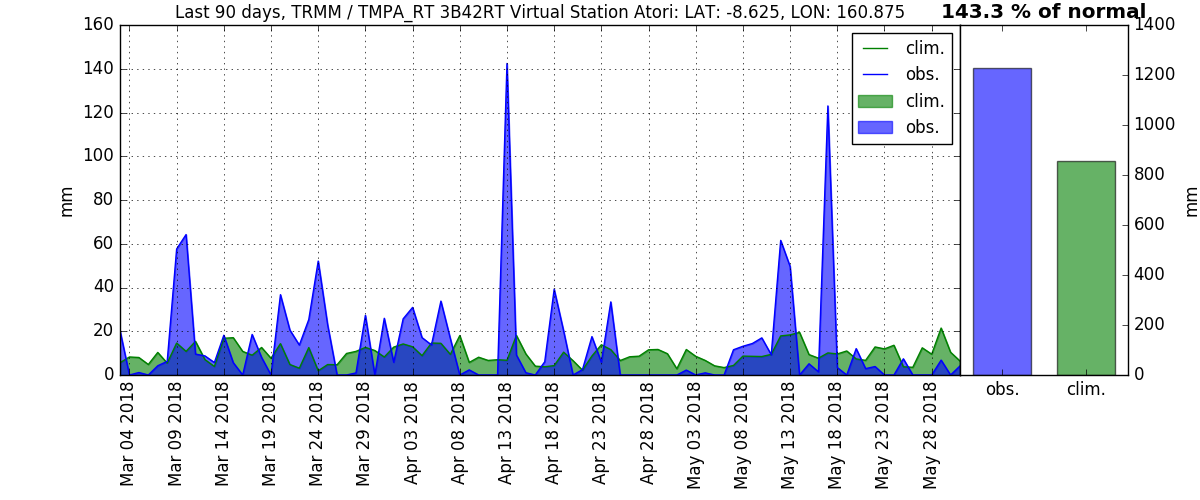 Last 90 days, TRMM / TMPA_RT 3B42RT Virtual Station Atori: LAT: -8.625, LON: 160.875
143.3 % of normal
160
140
120
100
80
60
40
20
0
mm
clim.
obs.
clim.
obs.
1400
1200
1000
800
600
400
200
0
mm
Mar 04 2018
Mar 09 2018
Mar 14 2018
Mar 19 2018
Mar 24 2018
Mar 29 2018
Apr 03 2018
Apr 08 2018
Apr 13 2018
Apr 18 2018
Apr 23 2018
Apr 28 2018
May 03 2018
May 08 2018
May 13 2018
May 18 2018
May 23 2018
May 28 2018
obs.
clim.